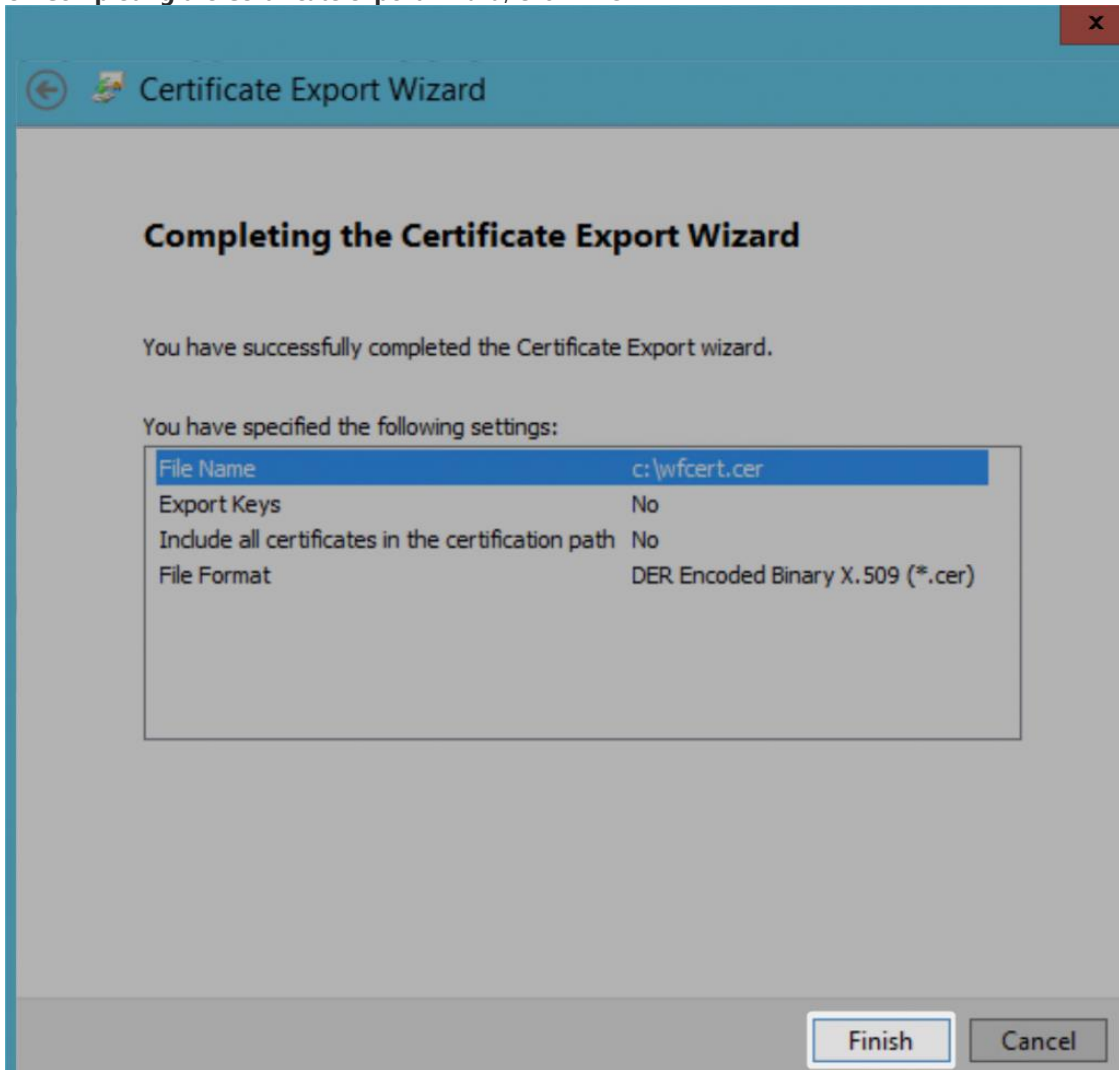 x
Certificate Export Wizard
Completing the Certificate Export Wizard
You have successfully completed the Certificate Export wizard.
You have specified the following settings:
File Name c:\wfcert.cer
Export Keys No
Include all certificates in the certification path No
File Format DER Encoded Binary X.509 (*.cer)
Finish Cancel